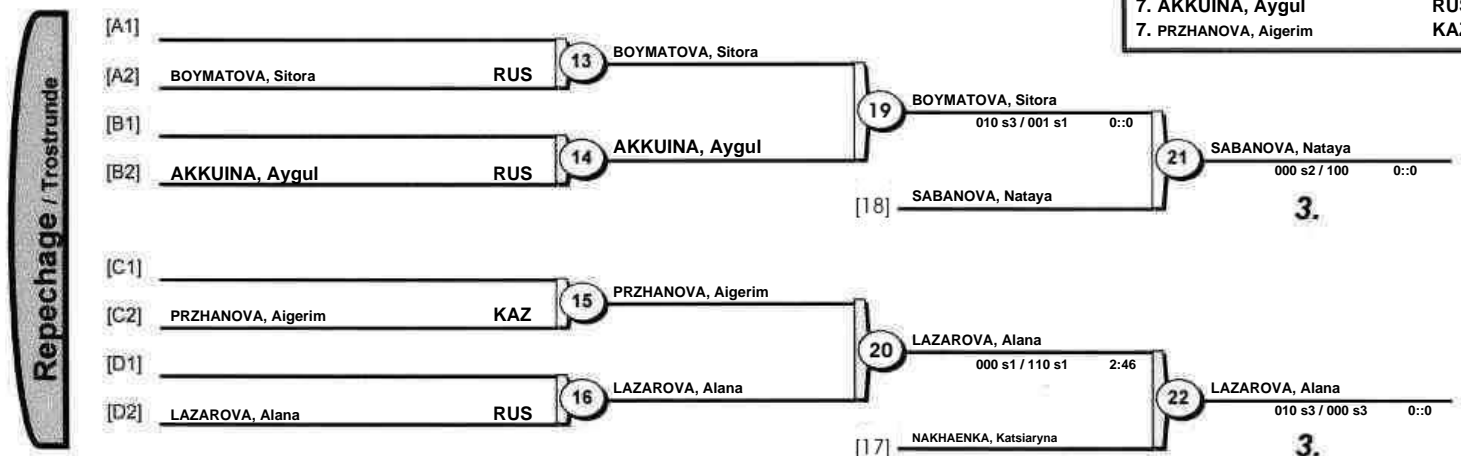 7. AKKUINA, Aygul RUS
7. PRZHANOVA, Aigerim KAZ
Repechage / Trostrunde
[A1]
13 BOYMATOVA, Sitora
[A2] BOYMATOVA, Sitora RUS
19 BOYMATOVA, Sitora
010 s3 / 001 s1 0::0
[B1]
14 AKKUINA, Aygul
[B2] AKKUINA, Aygul RUS
21 SABANOVA, Nataya
000 s2 / 100 0::0
[18] SABANOVA, Nataya
3.
[C1]
15 PRZHANOVA, Aigerim
[C2] PRZHANOVA, Aigerim KAZ
20 LAZAROVA, Alana
000 s1 / 110 s1 2:46
[D1]
16 LAZAROVA, Alana
[D2] LAZAROVA, Alana RUS
22 LAZAROVA, Alana
010 s3 / 000 s3 0::0
[17] NAKHAENKA, Katsiaryna
3.